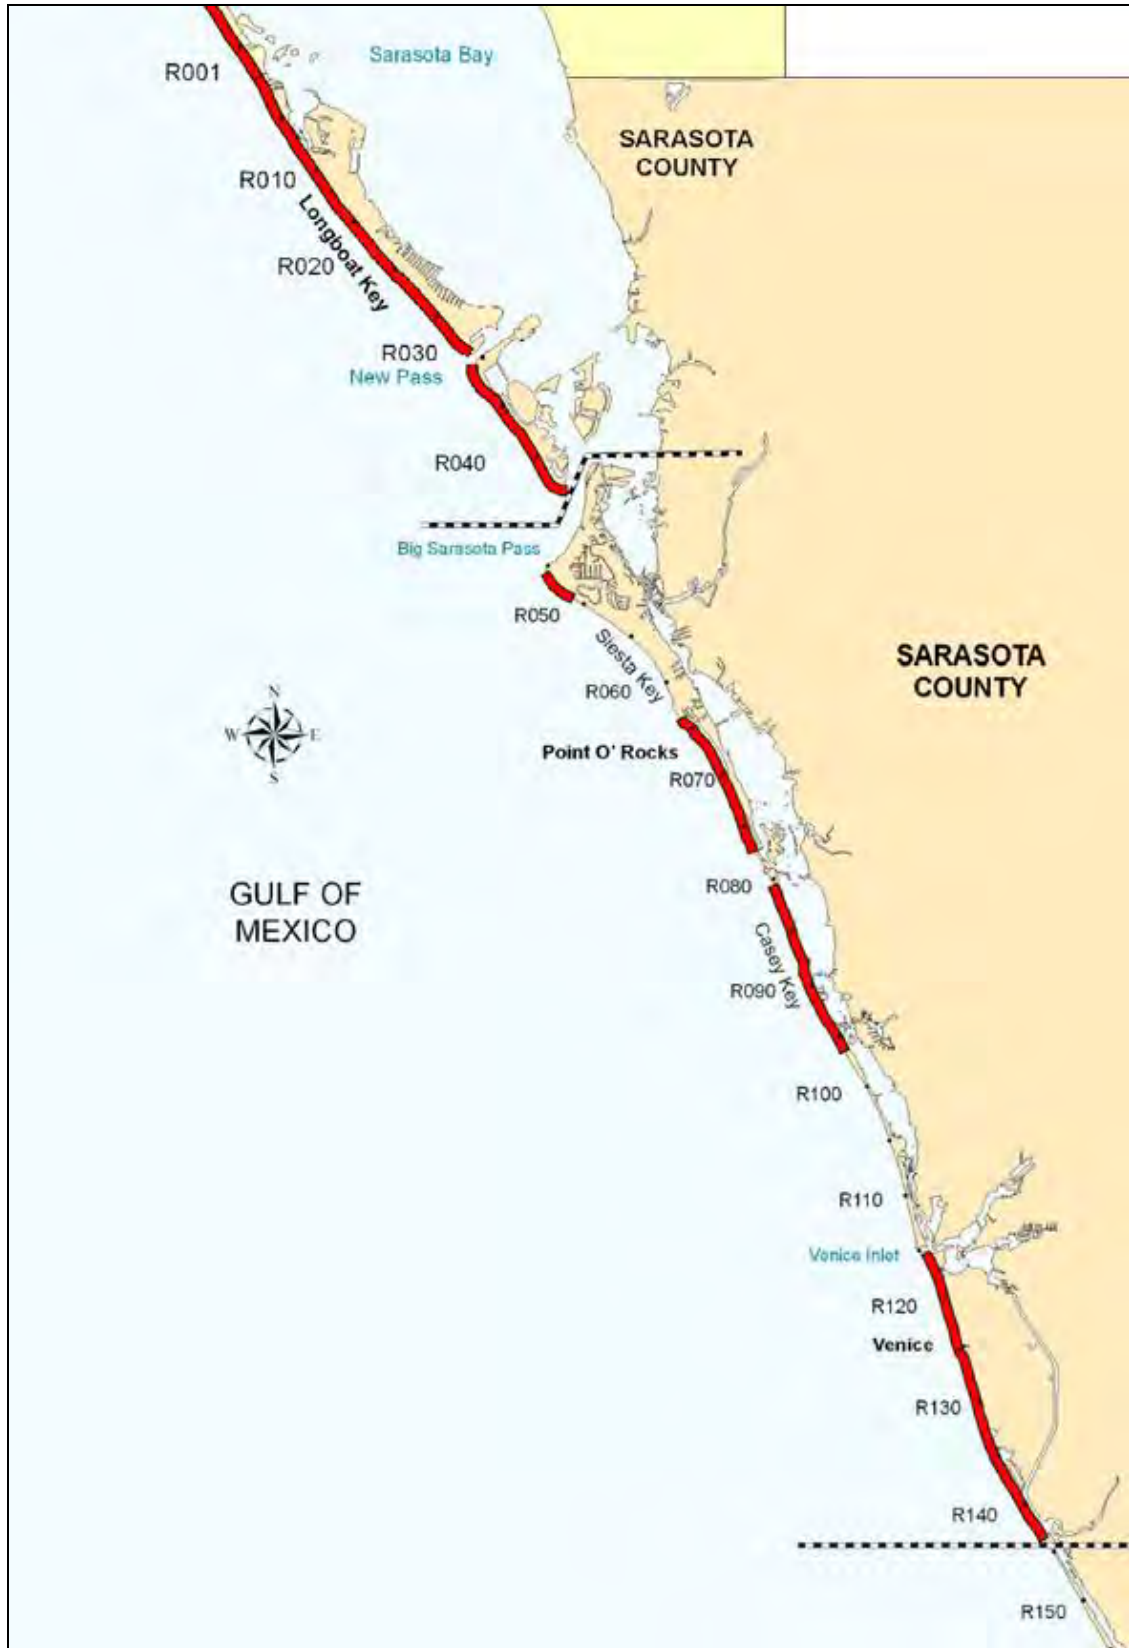 Sarasota Bay
R001
SARASOTA
COUNTY
R010
Longboat Key
R020
R030
New Pass
R040
Big Sarasota Pass
R050
Siesta Key
SARASOTA
COUNTY
R060
N
W
E
S
Point O' Rocks
R070
GULF OF
MEXICO
R080
Casey Key
R090
R100
R110
Venice Inlet
R120
Venice
R130
R140
R150